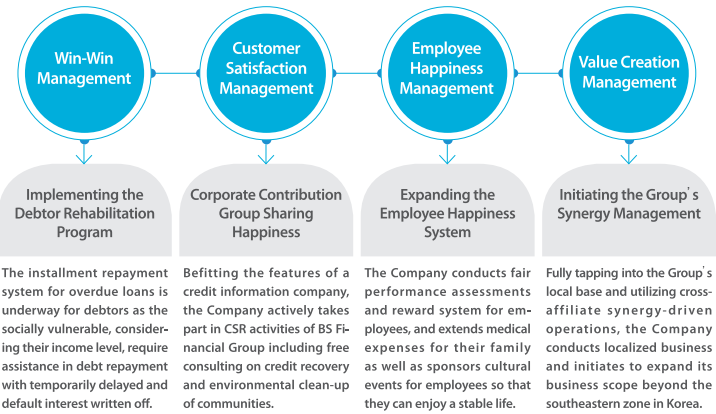 Win-Win
Management
Customer
Satisfaction
Management
Employee
Happiness
Management
Value Creation
Management
Implementing the
Debtor Rehabilitation
Program
Corporate Contribution
Group Sharing
Happiness
Expanding the
Employee Happiness
System
Initiating the Group's
Synergy Management
The installment repayment
system for overdue loans is
underway for debtors as the
socially vulnerable, consider-
ing their income level, require
assistance in debt repayment
with temporarily delayed and
default interest written off.
Befitting the features of a
credit information company,
the Company actively takes
part in CSR activities of BS Fi-
nancial Group including free
consulting on credit recovery
and environmental clean-up
of communities.
The Company conducts fair
performance assessments
and reward system for em-
ployees, and extends medical
expenses for their family
as well as sponsors cultural
events for employees so that
they can enjoy a stable life.
Fully tapping into the Group's
local base and utilizing cross-
affiliate synergy-driven
operations, the Company
conducts localized business
and initiates to expand its
business scope beyond the
southeastern zone in Korea.